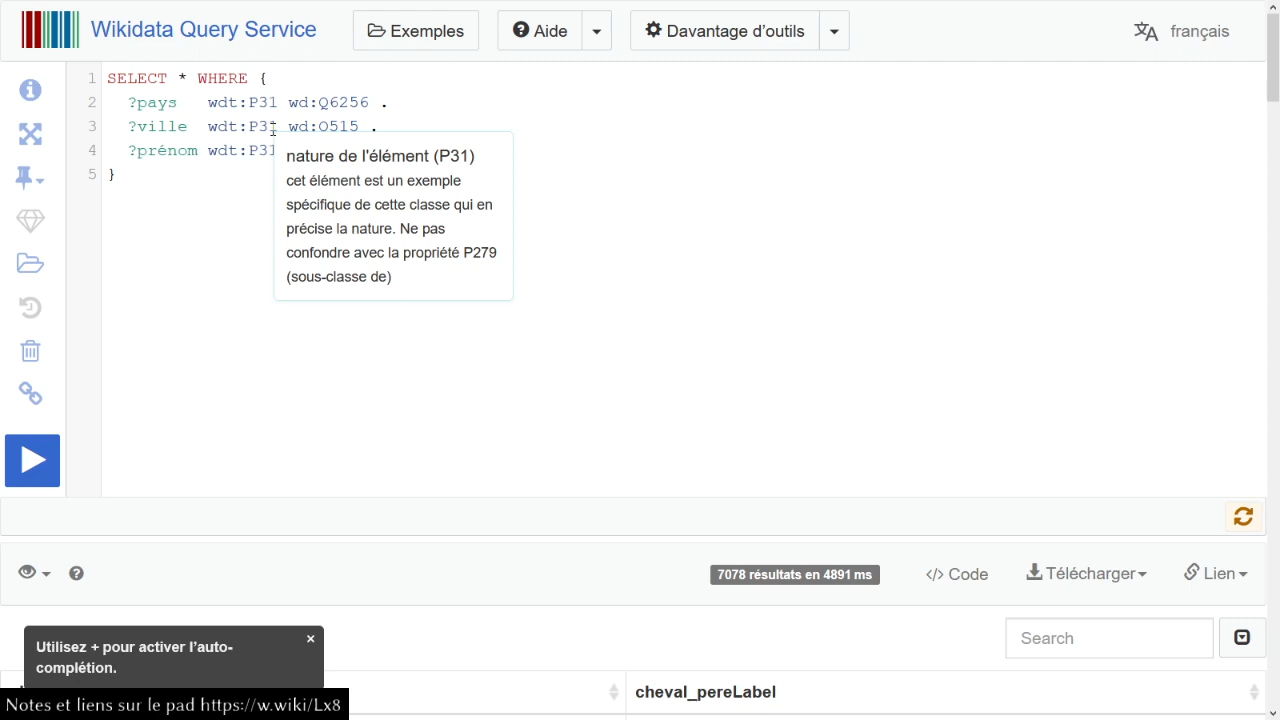 Wikidata Query Service
Exemples
Aide
Davantage d'outils
français
1 SELECT * WHERE {
2 ?pays wdt:P31 wd:Q6256 .
3 ?ville wdt:P31 wd:Q515 .
4 ?prénom wdt:P31
5 }
nature de l'élément (P31)
cet élément est un exemple
spécifique de cette classe qui en
précise la nature. Ne pas
confondre avec la propriété P279
(sous-classe de)
7078 résultats en 4891 ms
</> Code
Télécharger
Lien
Search
Utilisez + pour activer l’auto-
complétion.
×
cheval_pereLabel
Notes et liens sur le pad https://w.wiki/Lx8